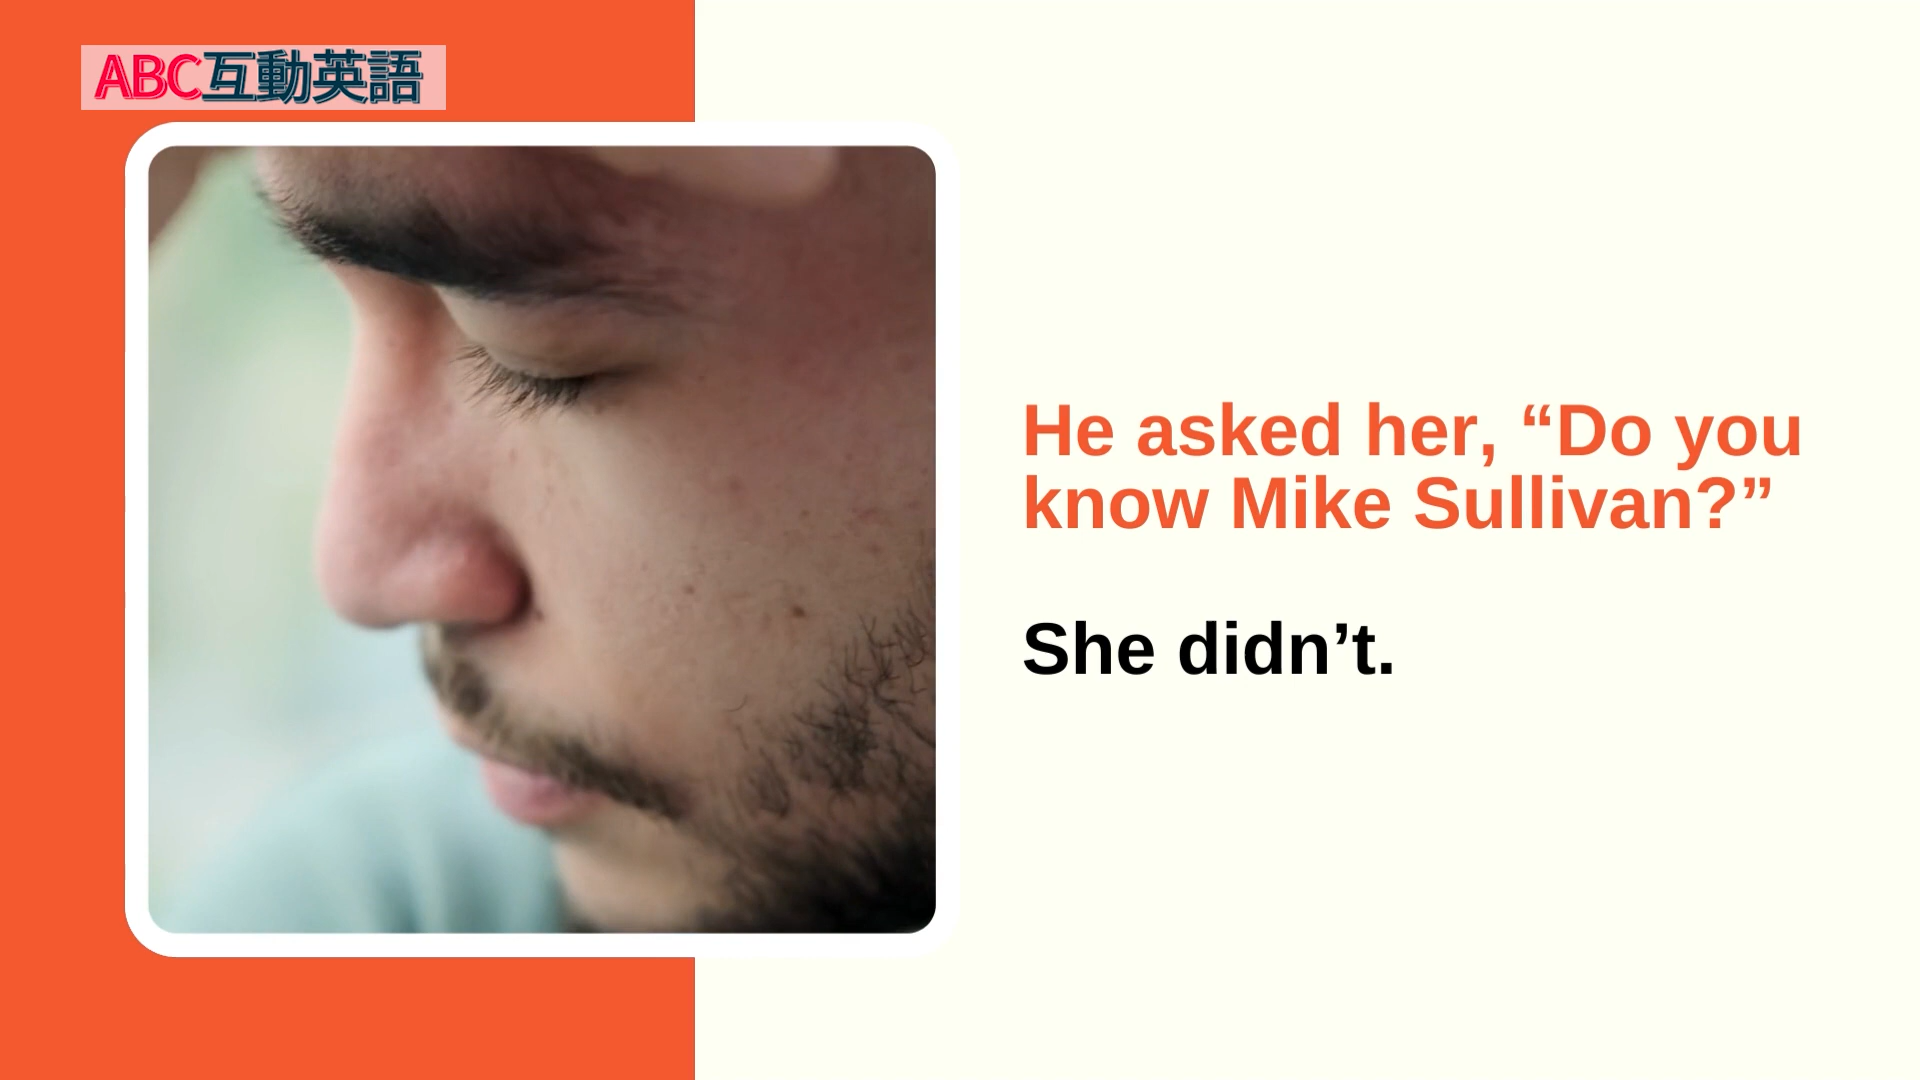 ABC互動英語
He asked her, “Do you
know Mike Sullivan?”
She didn’t.